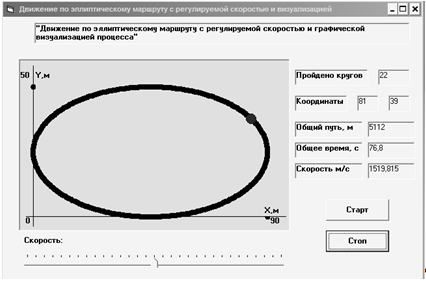 Движение по эллиптическому маршруту с регулируемой скоростью и визуализацией
"Движение по эллиптическому маршруту с регулируемой скоростью и графической
визуализацией процесса"
50 Y,м
Пройдено кругов 22
Координаты 81 39
Общий путь, м 5112
Общее время, с 76,8
Скорость м/с 1519,815
X,м
0 90
Старт
Скорость:
Стоп